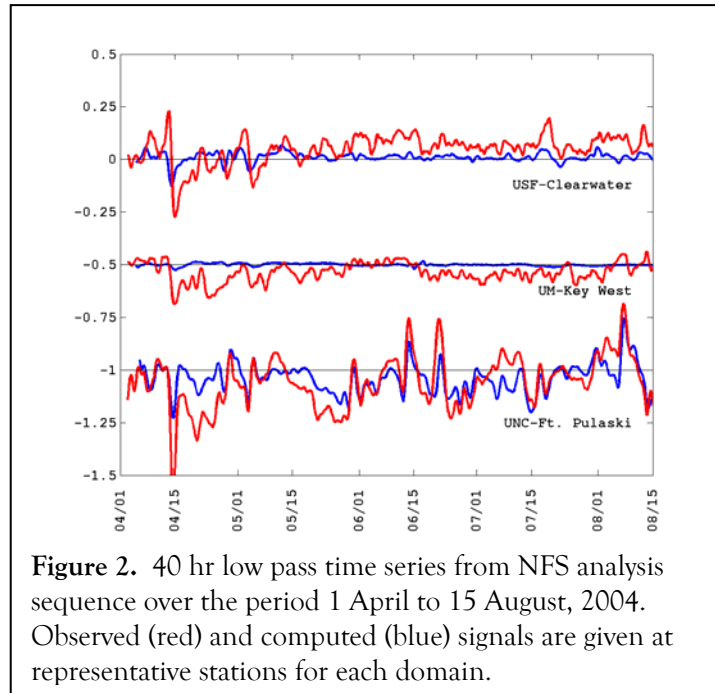 0.5
0.25
0
USF-Clearwater
-0.25
-0.5
UM-Key West
-0.75
-1
-1.25
UNC-Ft. Pulaski
-1.5
04/01
04/15
05/01
05/15
06/01
06/15
07/01
07/15
08/01
08/15
Figure 2. 40 hr low pass time series from NFS analysis
sequence over the period 1 April to 15 August, 2004.
Observed (red) and computed (blue) signals are given at
representative stations for each domain.